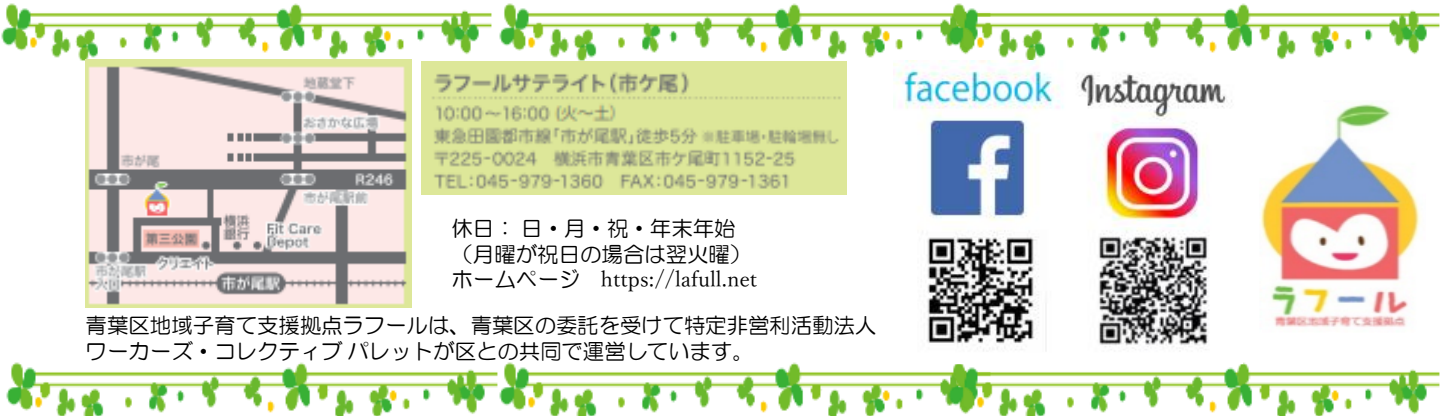 地蔵堂下
おさかな広場
市が尾
R246
市が尾駅前
横浜
銀行
Fit Care
Depot
第三公園
クリエイト
市が尾駅
入口
市が尾駅
ラフールサテライト(市ケ尾)
10:00～16:00 (火～土)
東急田園都市線「市が尾駅」徒歩5分 ※駐車場・駐輪場無し
〒225-0024 横浜市青葉区市ケ尾町1152-25
TEL:045-979-1360 FAX:045-979-1361
休日： 日・月・祝・年末年始
（月曜が祝日の場合は翌火曜）
ホームページ https://lafull.net
青葉区地域子育て支援拠点ラフールは、青葉区の委託を受けて特定非営利活動法人
ワーカーズ・コレクティブ パレットが区との共同で運営しています。
facebook
Instagram
ラフール
青葉区地域子育て支援拠点